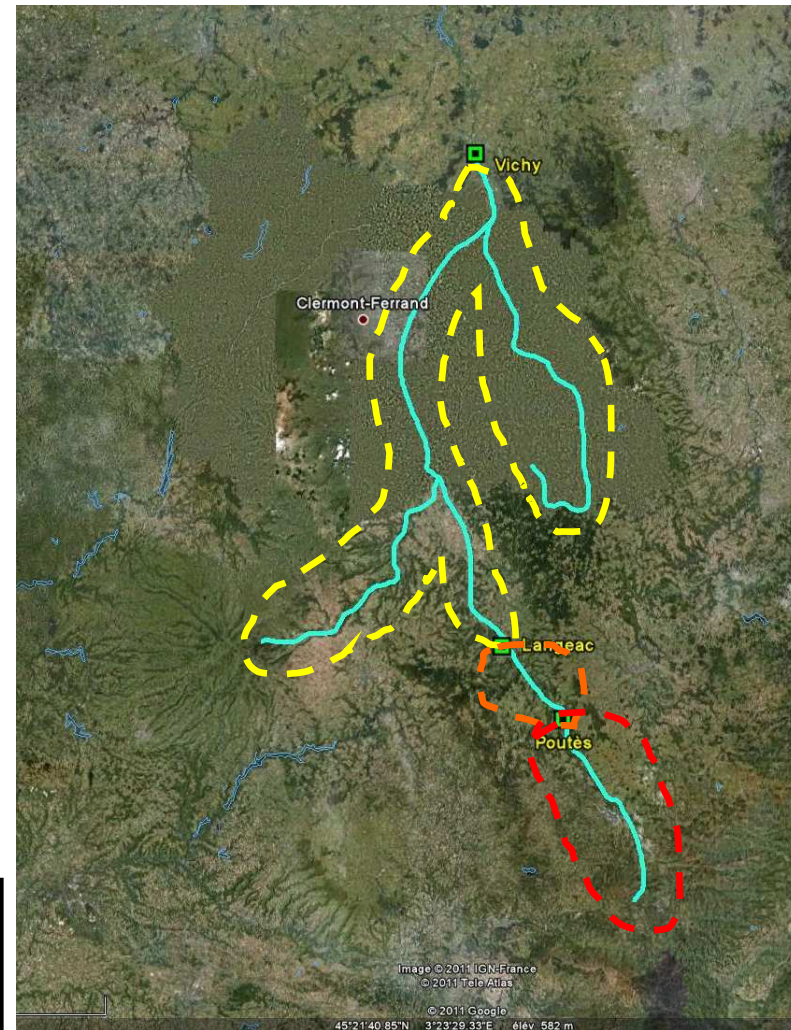 Vichy
Clermont-Ferrand
Langeac
Poutès
Image © 2011 IGN-France
© 2011 Tele Atlas
© 2011 Google
45°21'40.85"N 3°23'29.33"E élév. 582 m